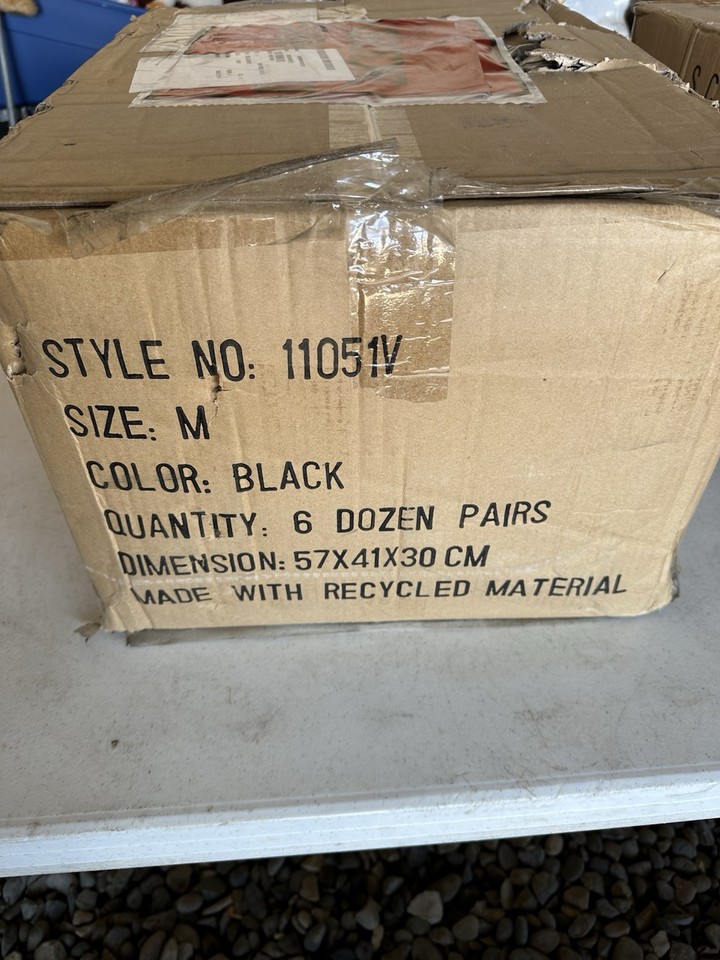 STYLE NO: 11051V
SIZE: M
COLOR: BLACK
QUANTITY: 6 DOZEN PAIRS
DIMENSION: 57X41X30 CM
MADE WITH RECYCLED MATERIAL